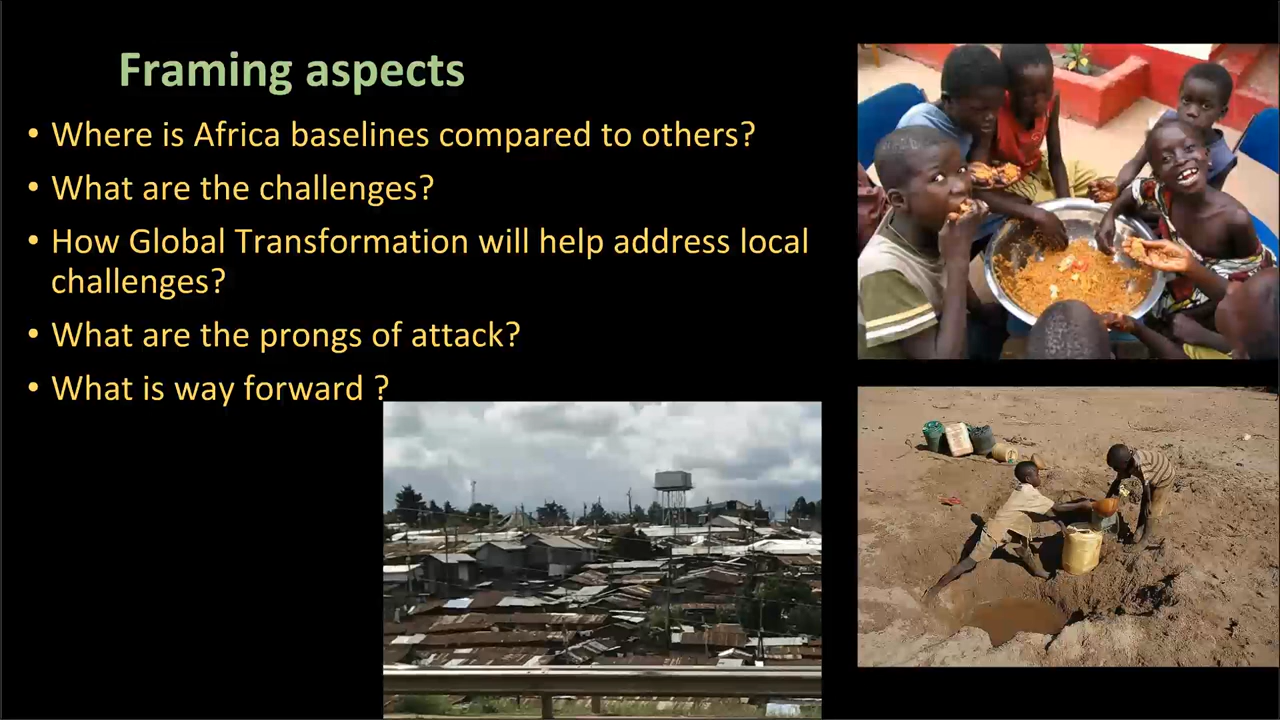 Framing aspects
• Where is Africa baselines compared to others?
• What are the challenges?
• How Global Transformation will help address local
challenges?
• What are the prongs of attack?
• What is way forward ?